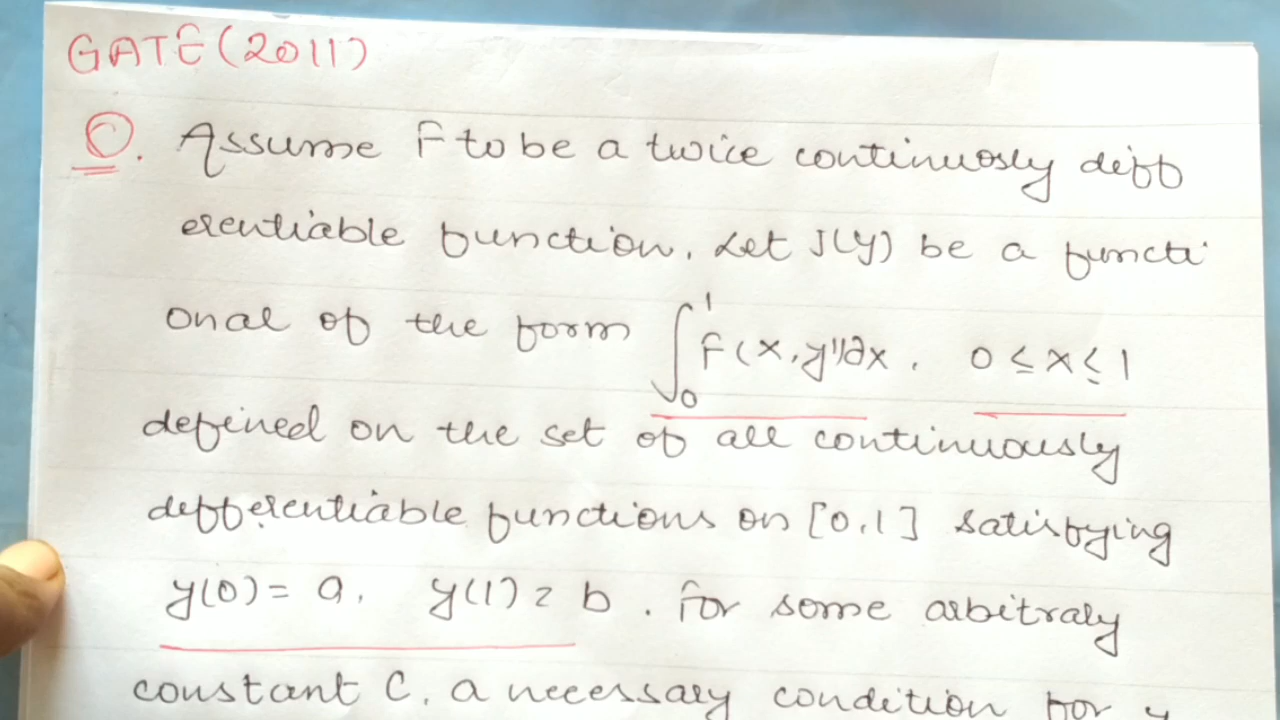 GATE (2011)
Q. Assume F to be a twice continuosly diff
erentiable function. Let J(y) be a functi
onal of the form ∫₀¹ F(x, y')dx. 0 ≤ x ≤ 1
defined on the set of all continuously
differentiable functions on [0,1] satisfying
y(0) = a, y(1) = b. For some arbitraly
constant C, a necessary condition for y